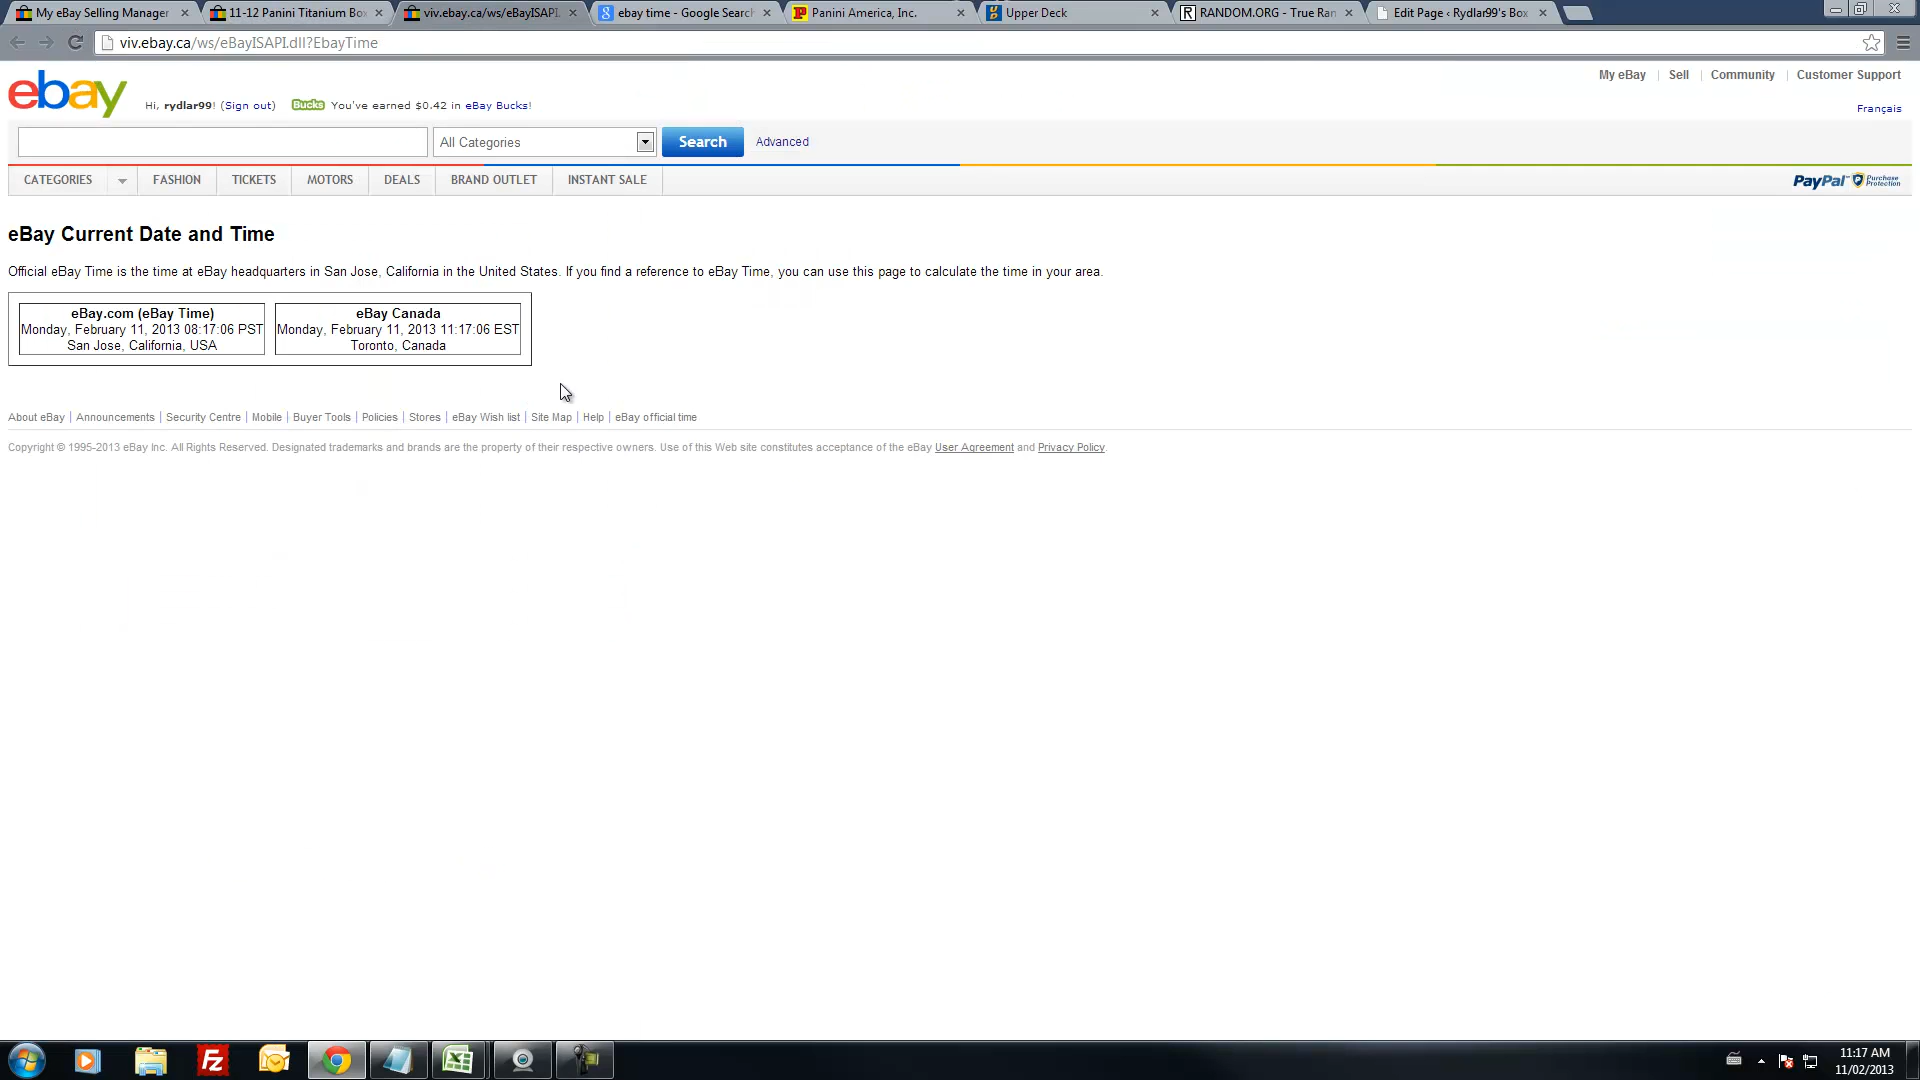 My eBay Selling Manager
11-12 Panini Titanium Box
viv.ebay.ca/ws/eBayISAPI.
ebay time - Google Search
Panini America, Inc.
Upper Deck
RANDOM.ORG - True Ran
Edit Page ‹ Rydlar99's Box
viv.ebay.ca/ws/eBayISAPI.dll?EbayTime
My eBay
Sell
Community
Customer Support
ebay
Hi, rydlar99! (Sign out)
Bucks You've earned $0.42 in eBay Bucks!
Français
All Categories
Search
Advanced
CATEGORIES
FASHION
TICKETS
MOTORS
DEALS
BRAND OUTLET
INSTANT SALE
PayPal Purchase Protection
eBay Current Date and Time
Official eBay Time is the time at eBay headquarters in San Jose, California in the United States. If you find a reference to eBay Time, you can use this page to calculate the time in your area.
eBay.com (eBay Time)
Monday, February 11, 2013 08:17:06 PST
San Jose, California, USA
eBay Canada
Monday, February 11, 2013 11:17:06 EST
Toronto, Canada
About eBay | Announcements | Security Centre | Mobile | Buyer Tools | Policies | Stores | eBay Wish list | Site Map | Help | eBay official time
Copyright © 1995-2013 eBay Inc. All Rights Reserved. Designated trademarks and brands are the property of their respective owners. Use of this Web site constitutes acceptance of the eBay User Agreement and Privacy Policy.
Fz
11:17 AM
11/02/2013